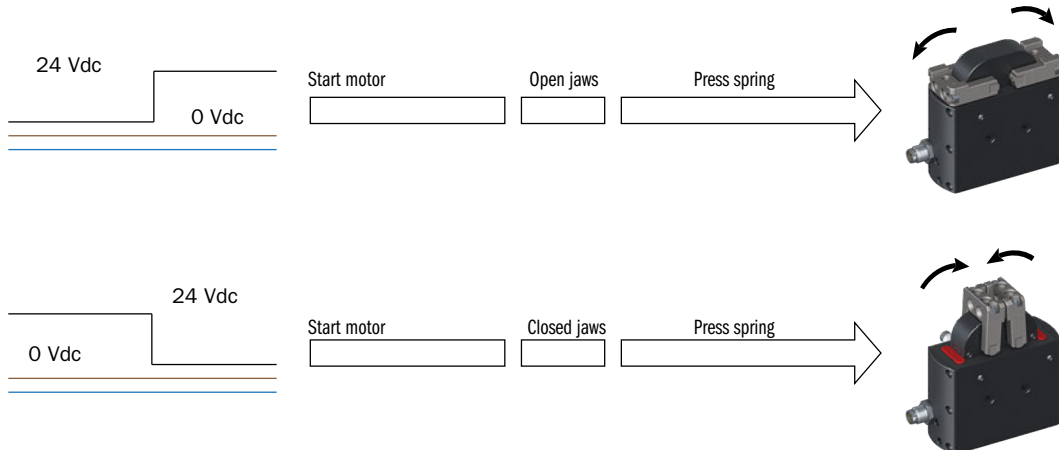 24 Vdc
0 Vdc
Start motor
Open jaws
Press spring
24 Vdc
0 Vdc
Start motor
Closed jaws
Press spring